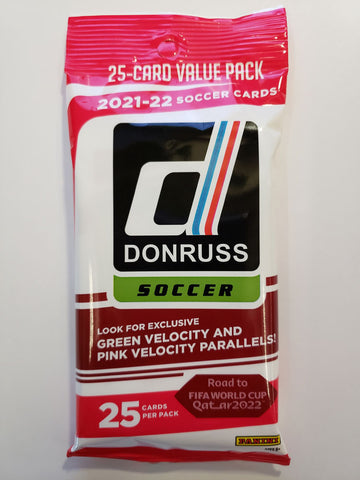 25-CARD VALUE PACK
2021-22 SOCCER CARDS
d
DONRUSS
SOCCER
LOOK FOR EXCLUSIVE
GREEN VELOCITY AND
PINK VELOCITY PARALLELS!
Road to
FIFA WORLD CUP
Qatar2022
25 CARDS
PER PACK
PANINI